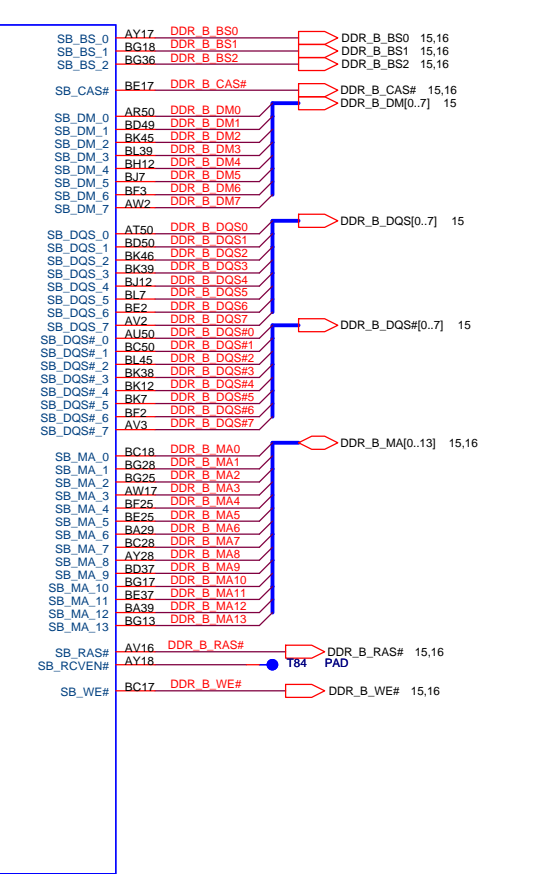 SB_BS_0 AY17 DDR_B_BS0 DDR_B_BS0 15,16
SB_BS_1 BG18 DDR_B_BS1 DDR_B_BS1 15,16
SB_BS_2 BG36 DDR_B_BS2 DDR_B_BS2 15,16
SB_CAS# BE17 DDR_B_CAS# DDR_B_CAS# 15,16
DDR_B_DM[0..7] 15
SB_DM_0 AR50 DDR_B_DM0
SB_DM_1 BD49 DDR_B_DM1
SB_DM_2 BK45 DDR_B_DM2
SB_DM_3 BL39 DDR_B_DM3
SB_DM_4 BH12 DDR_B_DM4
SB_DM_5 BJ7 DDR_B_DM5
SB_DM_6 BF3 DDR_B_DM6
SB_DM_7 AW2 DDR_B_DM7
DDR_B_DQS[0..7] 15
SB_DQS_0 AT50 DDR_B_DQS0
SB_DQS_1 BD50 DDR_B_DQS1
SB_DQS_2 BK46 DDR_B_DQS2
SB_DQS_3 BK39 DDR_B_DQS3
SB_DQS_4 BJ12 DDR_B_DQS4
SB_DQS_5 BL7 DDR_B_DQS5
SB_DQS_6 BE2 DDR_B_DQS6
SB_DQS_7 AV2 DDR_B_DQS7
DDR_B_DQS#[0..7] 15
SB_DQS#_0 AU50 DDR_B_DQS#0
SB_DQS#_1 BC50 DDR_B_DQS#1
SB_DQS#_2 BL45 DDR_B_DQS#2
SB_DQS#_3 BK38 DDR_B_DQS#3
SB_DQS#_4 BK12 DDR_B_DQS#4
SB_DQS#_5 BK7 DDR_B_DQS#5
SB_DQS#_6 BF2 DDR_B_DQS#6
SB_DQS#_7 AV3 DDR_B_DQS#7
DDR_B_MA[0..13] 15,16
SB_MA_0 BC18 DDR_B_MA0
SB_MA_1 BG28 DDR_B_MA1
SB_MA_2 BG25 DDR_B_MA2
SB_MA_3 AW17 DDR_B_MA3
SB_MA_4 BF25 DDR_B_MA4
SB_MA_5 BE25 DDR_B_MA5
SB_MA_6 BA29 DDR_B_MA6
SB_MA_7 BC28 DDR_B_MA7
SB_MA_8 AY28 DDR_B_MA8
SB_MA_9 BD37 DDR_B_MA9
SB_MA_10 BG17 DDR_B_MA10
SB_MA_11 BE37 DDR_B_MA11
SB_MA_12 BA39 DDR_B_MA12
SB_MA_13 BG13 DDR_B_MA13
SB_RAS# AV16 DDR_B_RAS# DDR_B_RAS# 15,16
SB_RCVEN# AY18 T84 PAD
SB_WE# BC17 DDR_B_WE# DDR_B_WE# 15,16